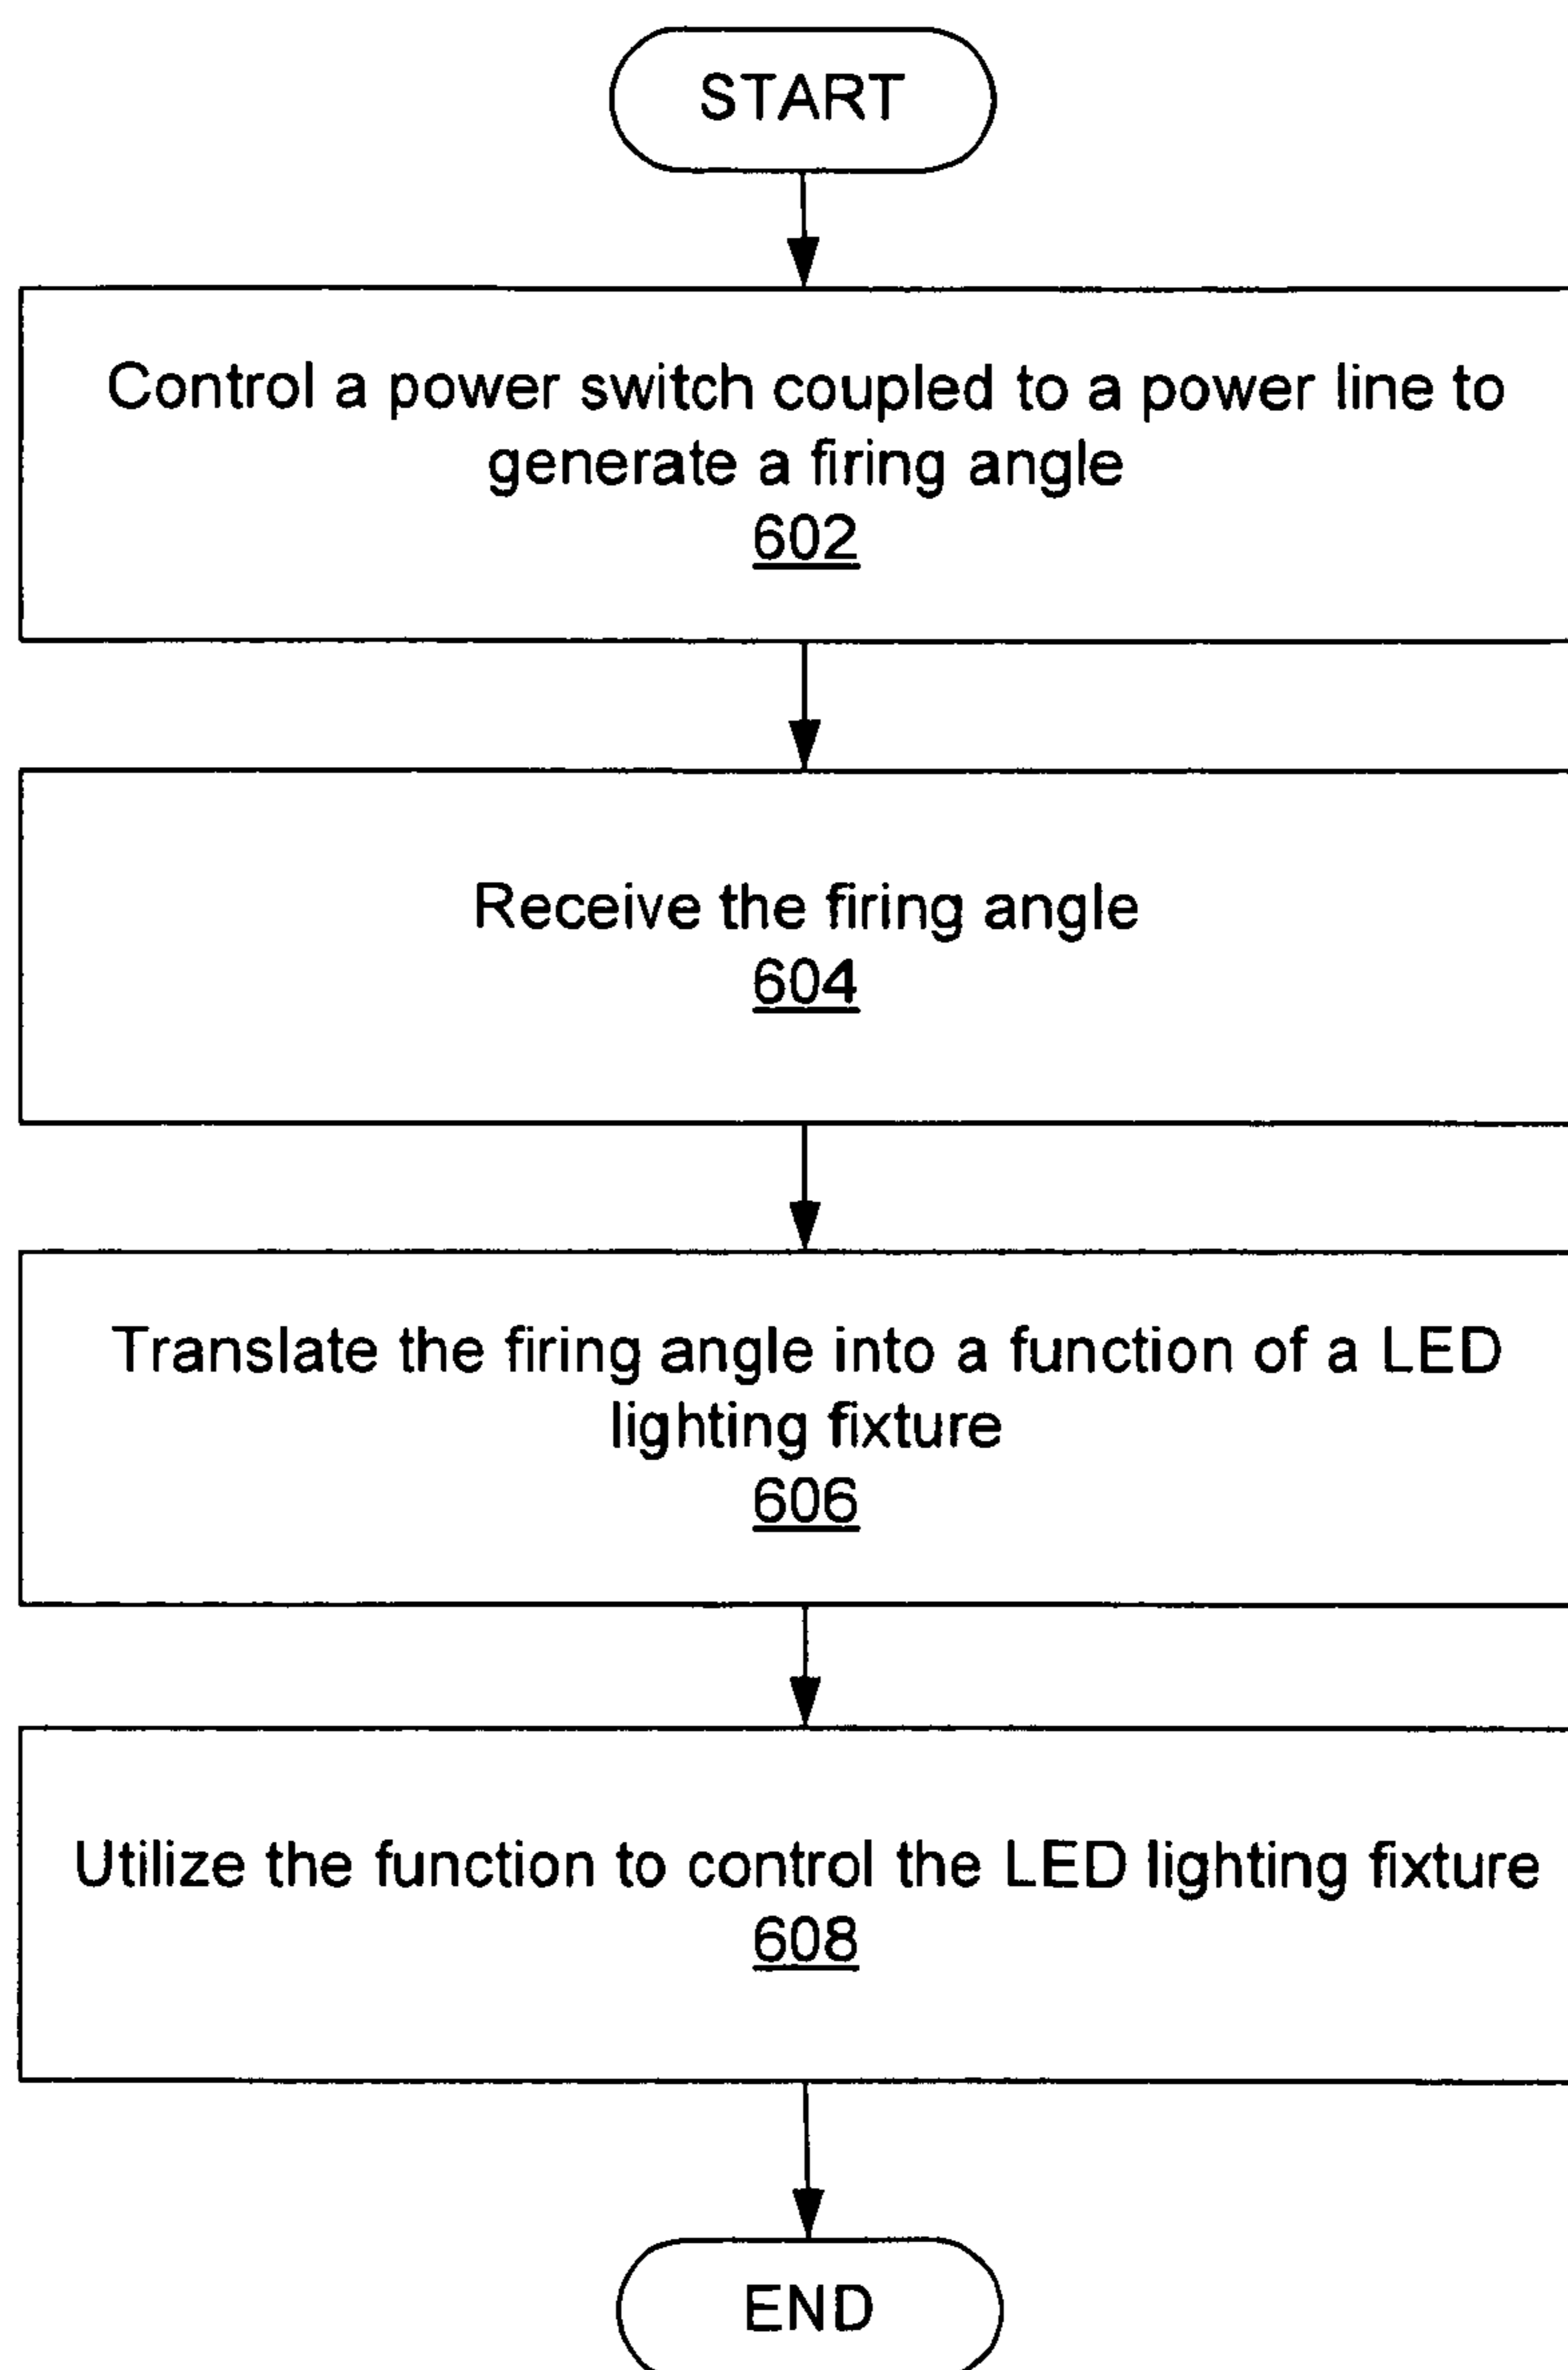 START
Control a power switch coupled to a power line to
generate a firing angle
602
Receive the firing angle
604
Translate the firing angle into a function of a LED
lighting fixture
606
Utilize the function to control the LED lighting fixture
608
END